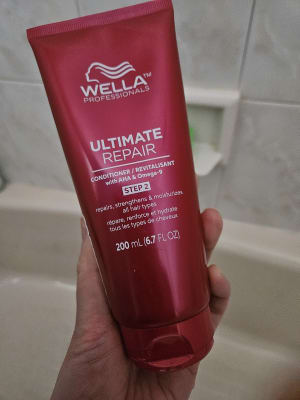 WELLA™
PROFESSIONALS
ULTIMATE
REPAIR
CONDITIONER / REVITALISANT
with AHA & Omega-9
STEP 2
repairs, strengthens & moisturizes
all hair types
répare, renforce et hydrate
tous les types de cheveux
200 mL (6.7 FL OZ)